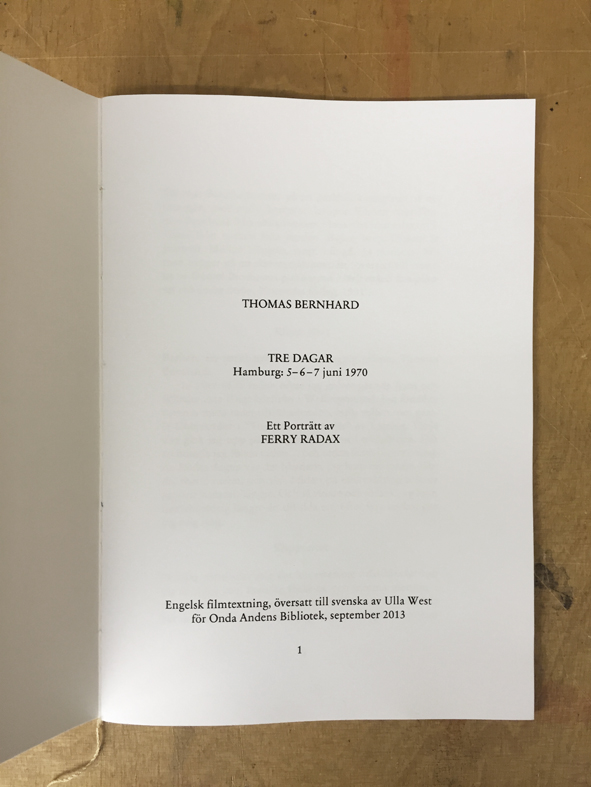 THOMAS BERNHARD
TRE DAGAR
Hamburg: 5–6–7 juni 1970
Ett Porträtt av
FERRY RADAX
Engelsk filmtextning, översatt till svenska av Ulla West
för Onda Andens Bibliotek, september 2013
1